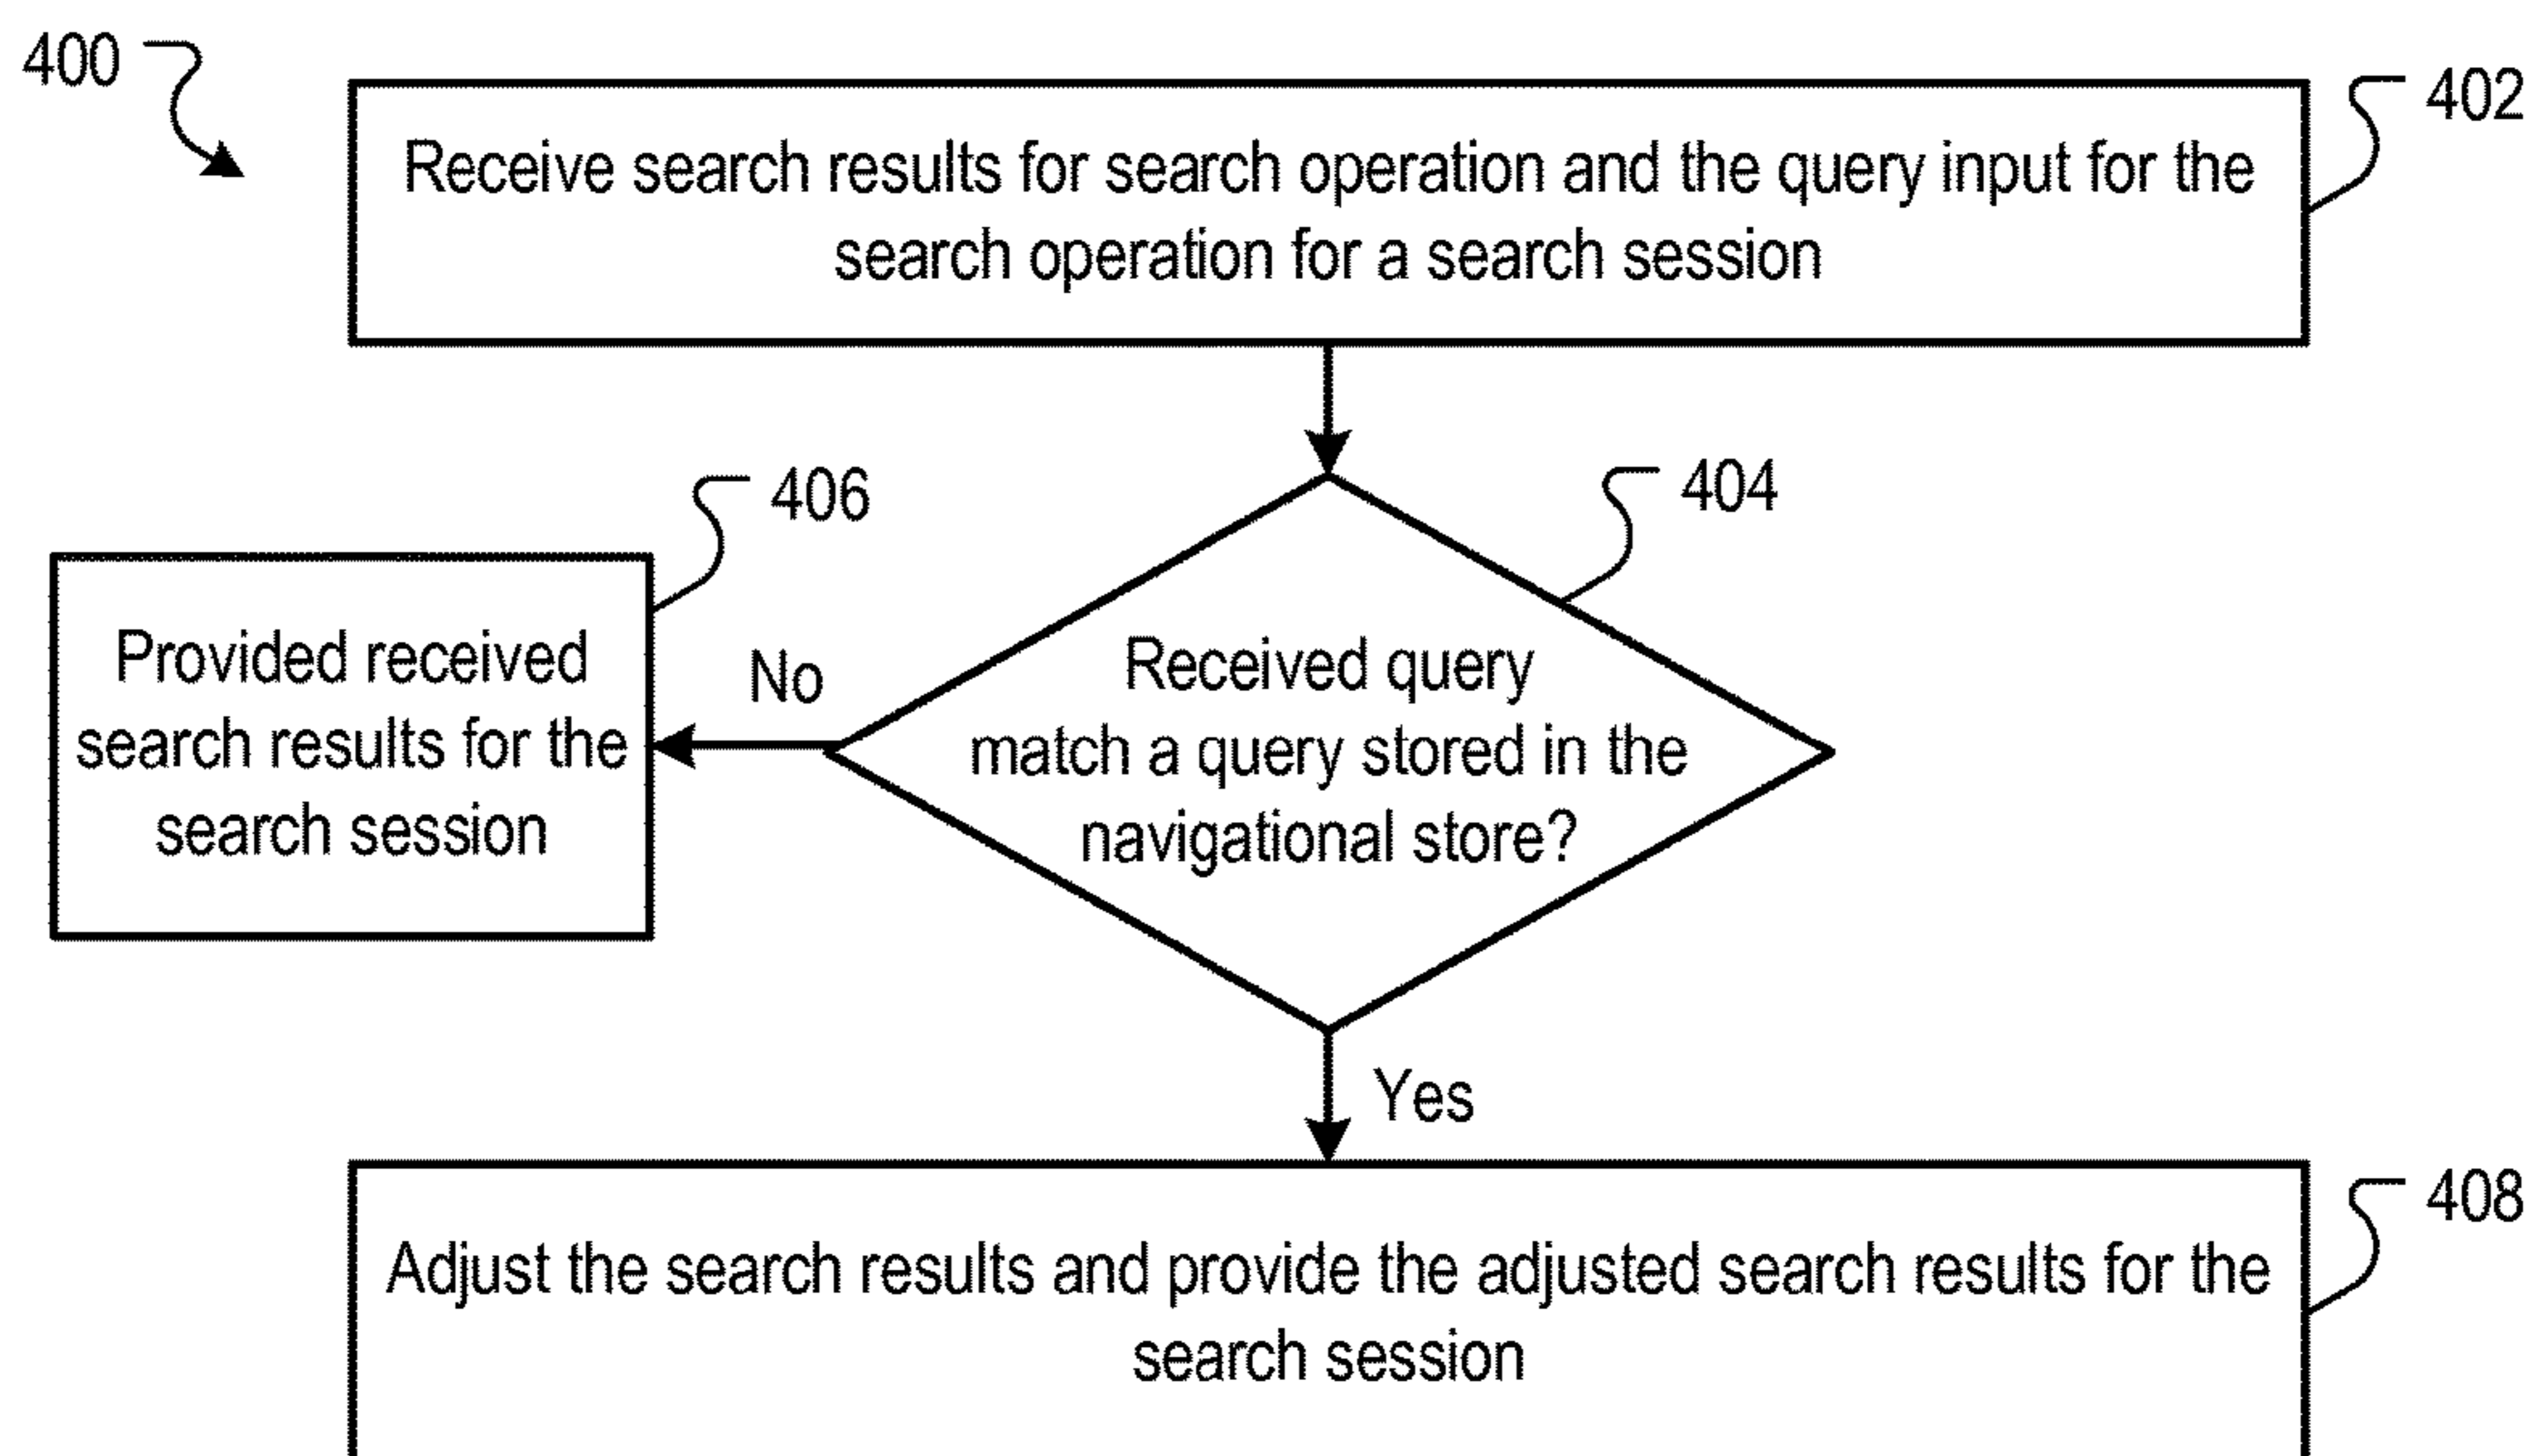 400
402
Receive search results for search operation and the query input for the
search operation for a search session
406
404
Provided received
search results for the
search session
No
Received query
match a query stored in the
navigational store?
Yes
408
Adjust the search results and provide the adjusted search results for the
search session